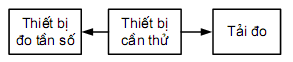 Thiết bị
đo tần số
Thiết bị
cần thử
Tải đo